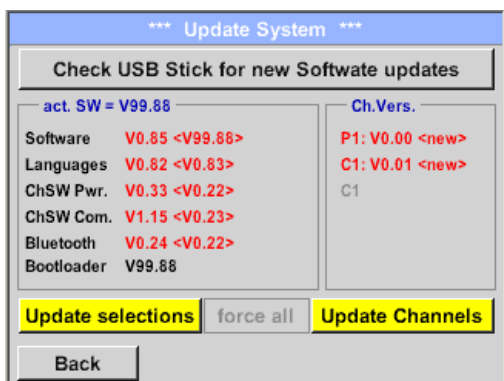 *** Update System ***
Check USB Stick for new Softwate updates
act. SW = V99.88
Software V0.85 <V99.88>
Languages V0.82 <V0.83>
ChSW Pwr. V0.33 <V0.22>
ChSW Com. V1.15 <V0.23>
Bluetooth V0.24 <V0.22>
Bootloader V99.88
Ch.Vers.
P1: V0.00 <new>
C1: V0.01 <new>
C1
Update selections
force all
Update Channels
Back